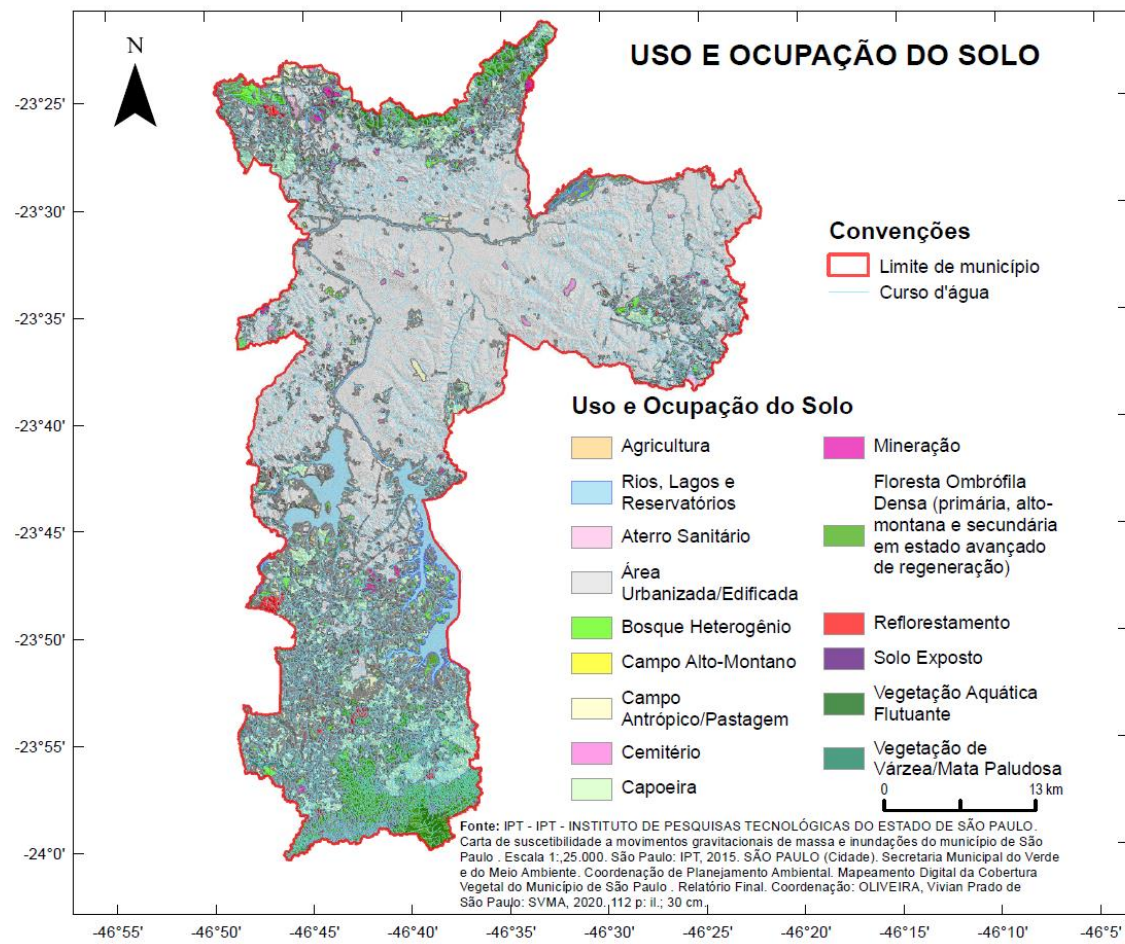 USO E OCUPAÇÃO DO SOLO
N
-23°25'
-23°30'
-23°35'
-23°40'
-23°45'
-23°50'
-23°55'
-24°0'
Convenções
Limite de município
Curso d'água
Uso e Ocupação do Solo
Agricultura
Rios, Lagos e
Reservatórios
Aterro Sanitário
Área
Urbanizada/Edificada
Bosque Heterogênio
Campo Alto-Montano
Campo
Antrópico/Pastagem
Cemitério
Capoeira
Mineração
Floresta Ombrófila
Densa (primária, alto-
montana e secundária
em estado avançado
de regeneração)
Reflorestamento
Solo Exposto
Vegetação Aquática
Flutuante
Vegetação de
Várzea/Mata Paludosa
0 13 km
Fonte: IPT - IPT - INSTITUTO DE PESQUISAS TECNOLÓGICAS DO ESTADO DE SÃO PAULO.
Carta de suscetibilidade a movimentos gravitacionais de massa e inundações do município de São
Paulo . Escala 1:,25.000. São Paulo: IPT, 2015. SÃO PAULO (Cidade). Secretaria Municipal do Verde
e do Meio Ambiente. Coordenação de Planejamento Ambiental. Mapeamento Digital da Cobertura
Vegetal do Município de São Paulo . Relatório Final. Coordenação: OLIVEIRA, Vivian Prado de
São Paulo: SVMA, 2020. 112 p: il.; 30 cm.
-46°55' -46°50' -46°45' -46°40' -46°35' -46°30' -46°25' -46°20' -46°15' -46°10' -46°5'